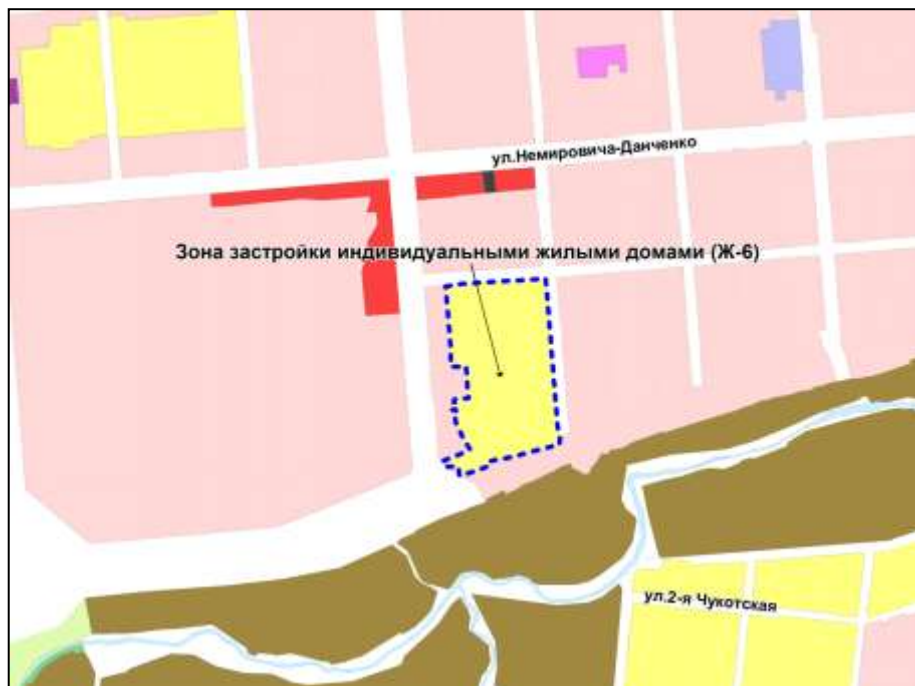 ул.Немировича-Данченко
Зона застройки индивидуальными жилыми домами (Ж-6)
ул.2-я Чукотская